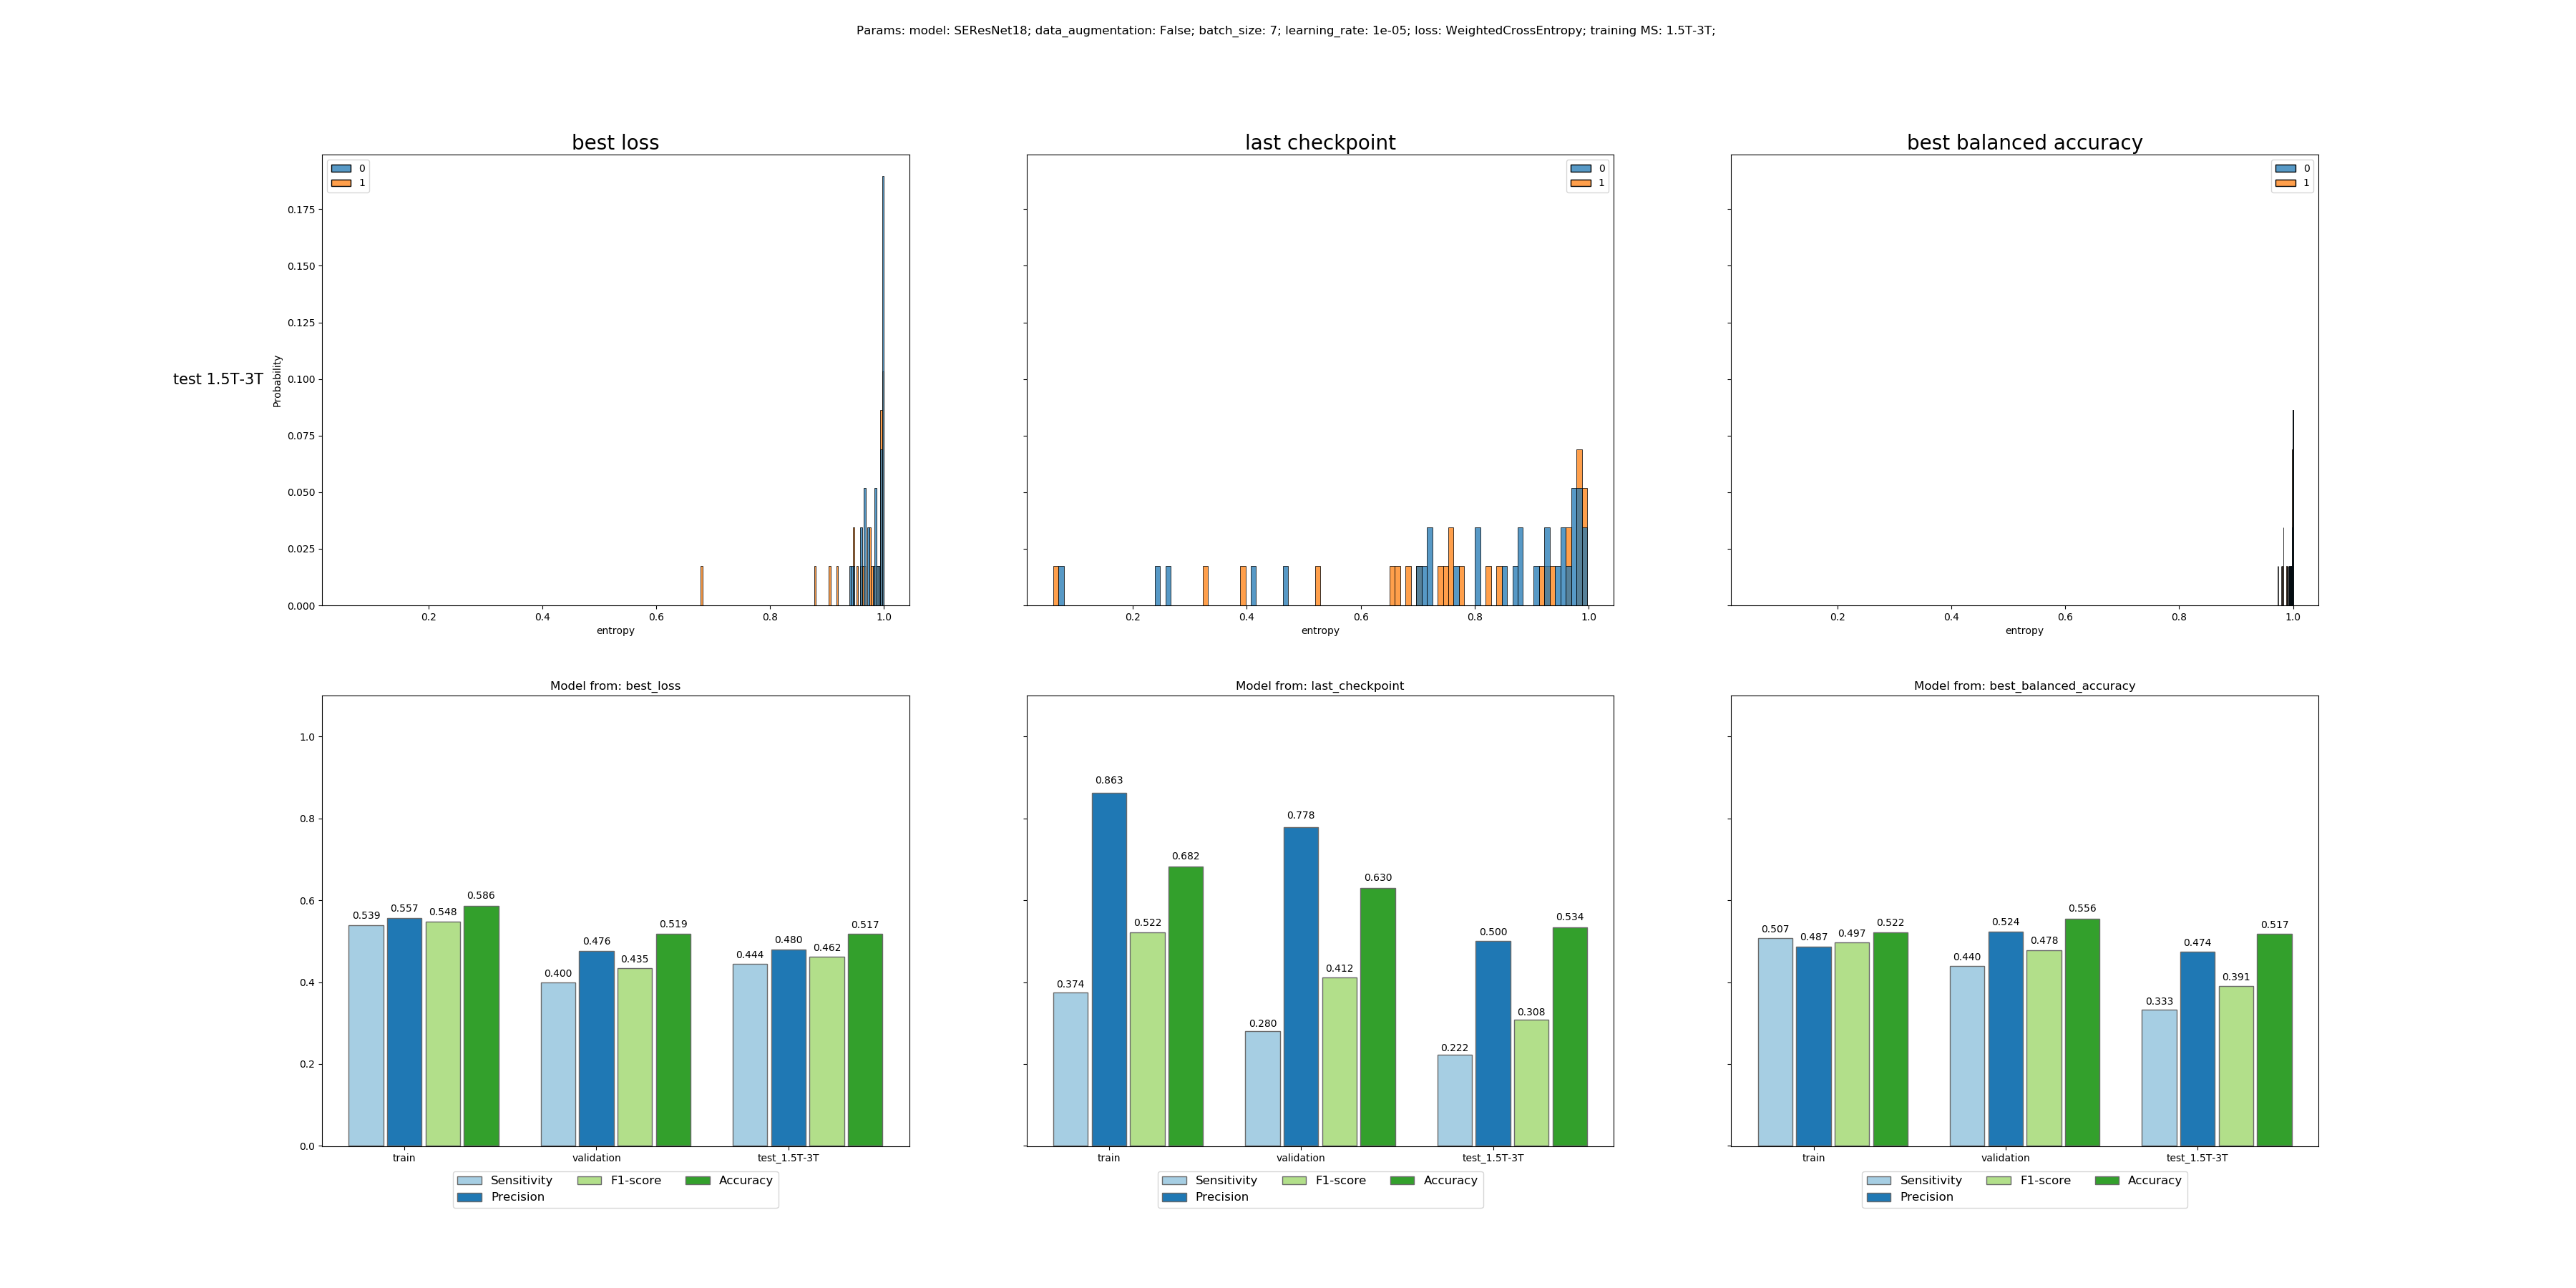 Params: model: SEResNet18; data_augmentation: False; batch_size: 7; learning_rate: 1e-05; loss: WeightedCrossEntropy; training MS: 1.5T-3T;
best loss
last checkpoint
best balanced accuracy
test 1.5T-3T
Probability
0.175
0.150
0.125
0.100
0.075
0.050
0.025
0.000
0
1
0.2 0.4 0.6 0.8 1.0
entropy
0
1
0.2 0.4 0.6 0.8 1.0
entropy
0
1
0.2 0.4 0.6 0.8 1.0
entropy
Model from: best_loss
1.0
0.8
0.6
0.4
0.2
0.0
0.539 0.557 0.548 0.586
0.400 0.476 0.435 0.519
0.444 0.480 0.462 0.517
train validation test_1.5T-3T
Sensitivity F1-score Accuracy
Precision
Model from: last_checkpoint
0.374 0.863 0.522 0.682
0.280 0.778 0.412 0.630
0.222 0.500 0.308 0.534
train validation test_1.5T-3T
Sensitivity F1-score Accuracy
Precision
Model from: best_balanced_accuracy
0.507 0.487 0.497 0.522
0.440 0.524 0.478 0.556
0.333 0.474 0.391 0.517
train validation test_1.5T-3T
Sensitivity F1-score Accuracy
Precision